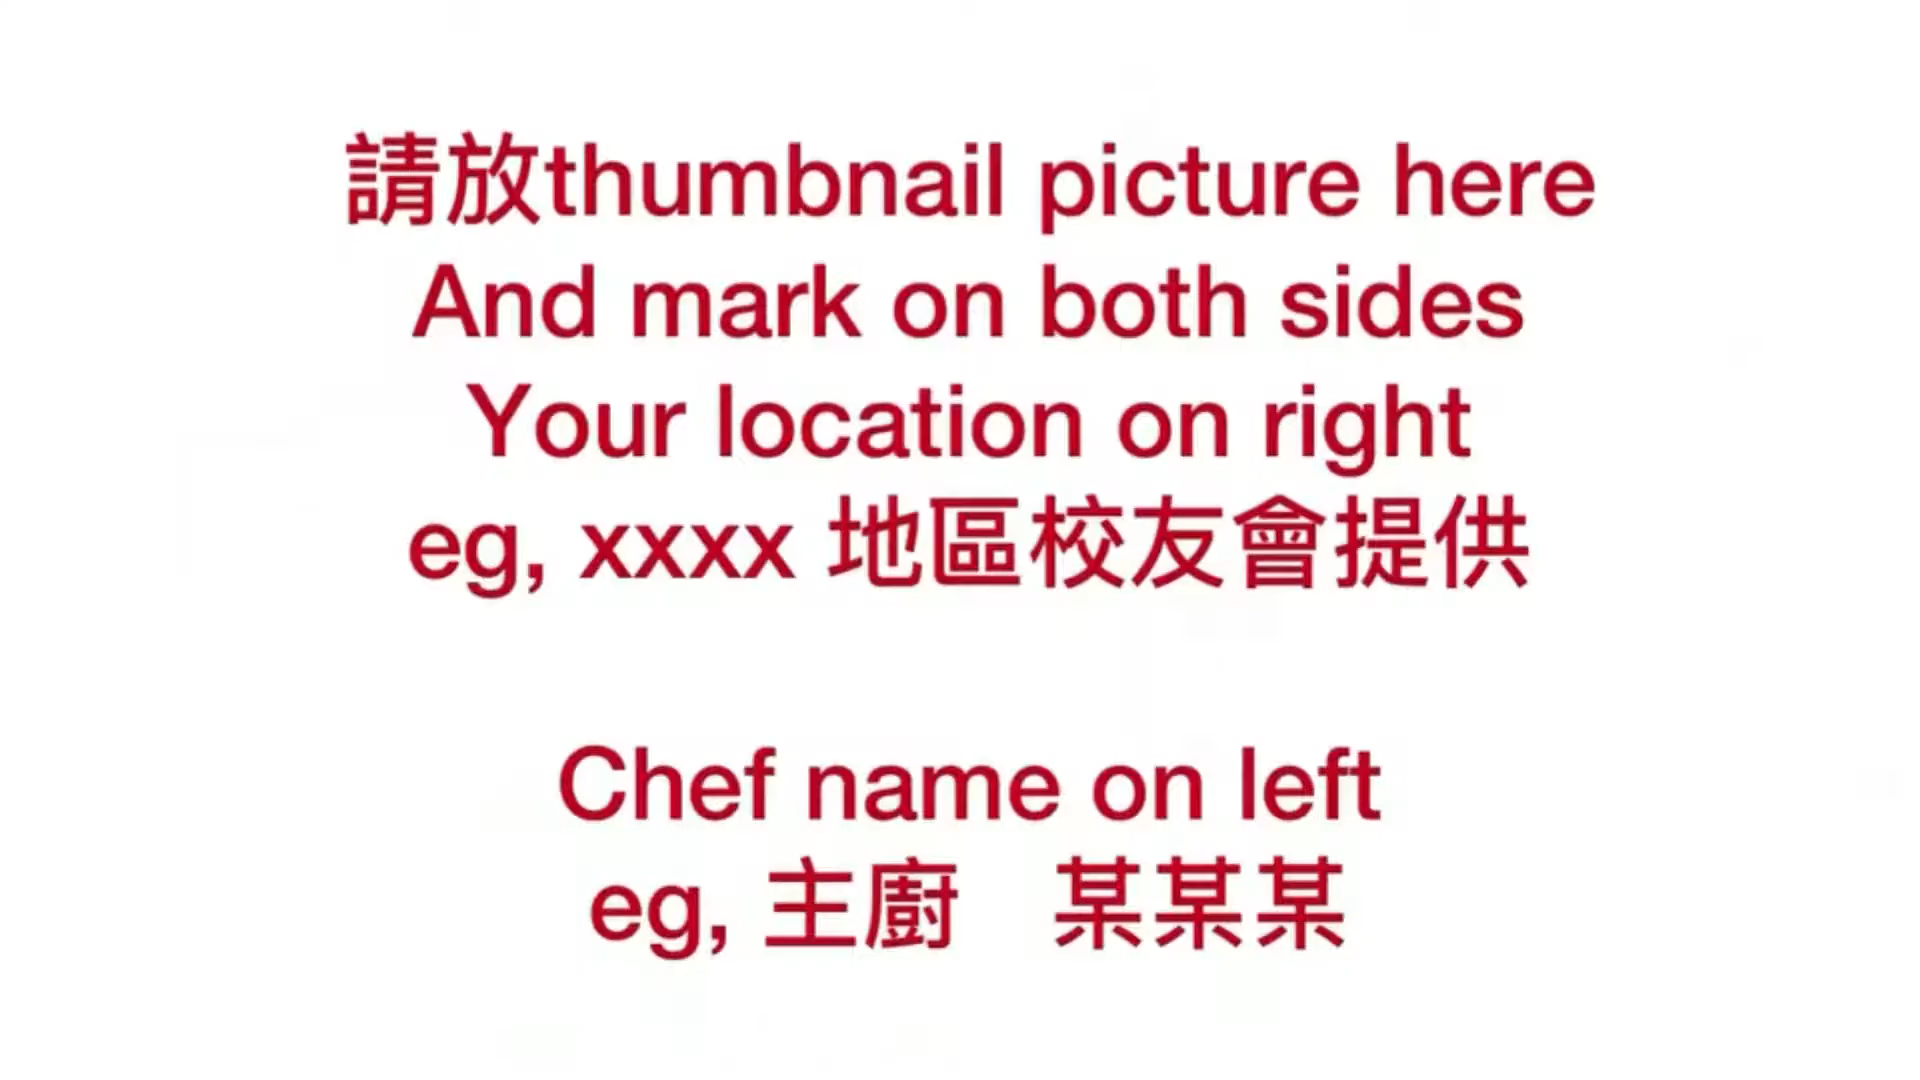 請放thumbnail picture here
And mark on both sides
Your location on right
eg, xxxx 地區校友會提供
Chef name on left
eg, 主廚 某某某